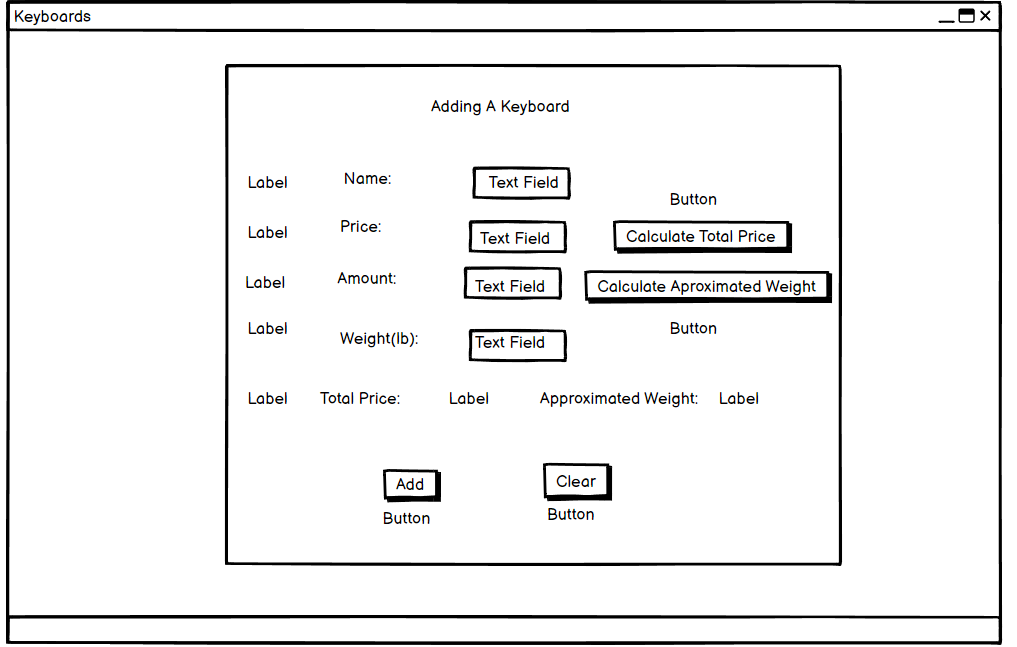 Keyboards
Adding A Keyboard
Label Name: Text Field
Button
Label Price: Text Field Calculate Total Price
Label Amount: Text Field Calculate Aproximated Weight
Label Weight(lb): Text Field Button
Label Total Price: Label Approximated Weight: Label
Add Clear
Button Button